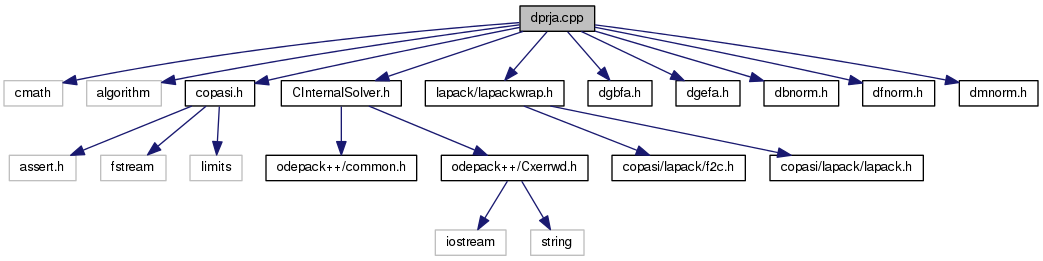 dprja.cpp
cmath
algorithm
copasi.h
CInternalSolver.h
lapack/lapackwrap.h
dgbfa.h
dgefa.h
dbnorm.h
dfnorm.h
dmnorm.h
assert.h
fstream
limits
odepack++/common.h
odepack++/Cxerrwd.h
copasi/lapack/f2c.h
copasi/lapack/lapack.h
iostream
string